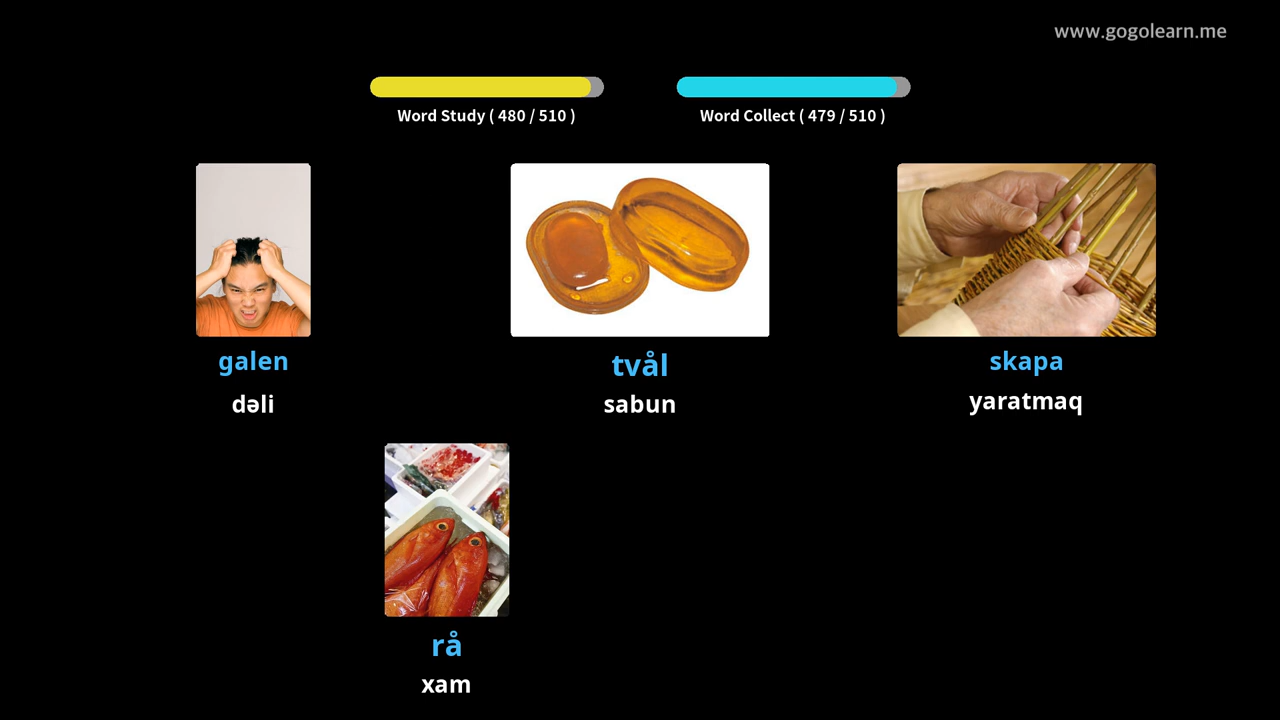 www.gogolearn.me
Word Study ( 480 / 510 )
Word Collect ( 479 / 510 )
galen
dəli
tvål
sabun
skapa
yaratmaq
rå
xam